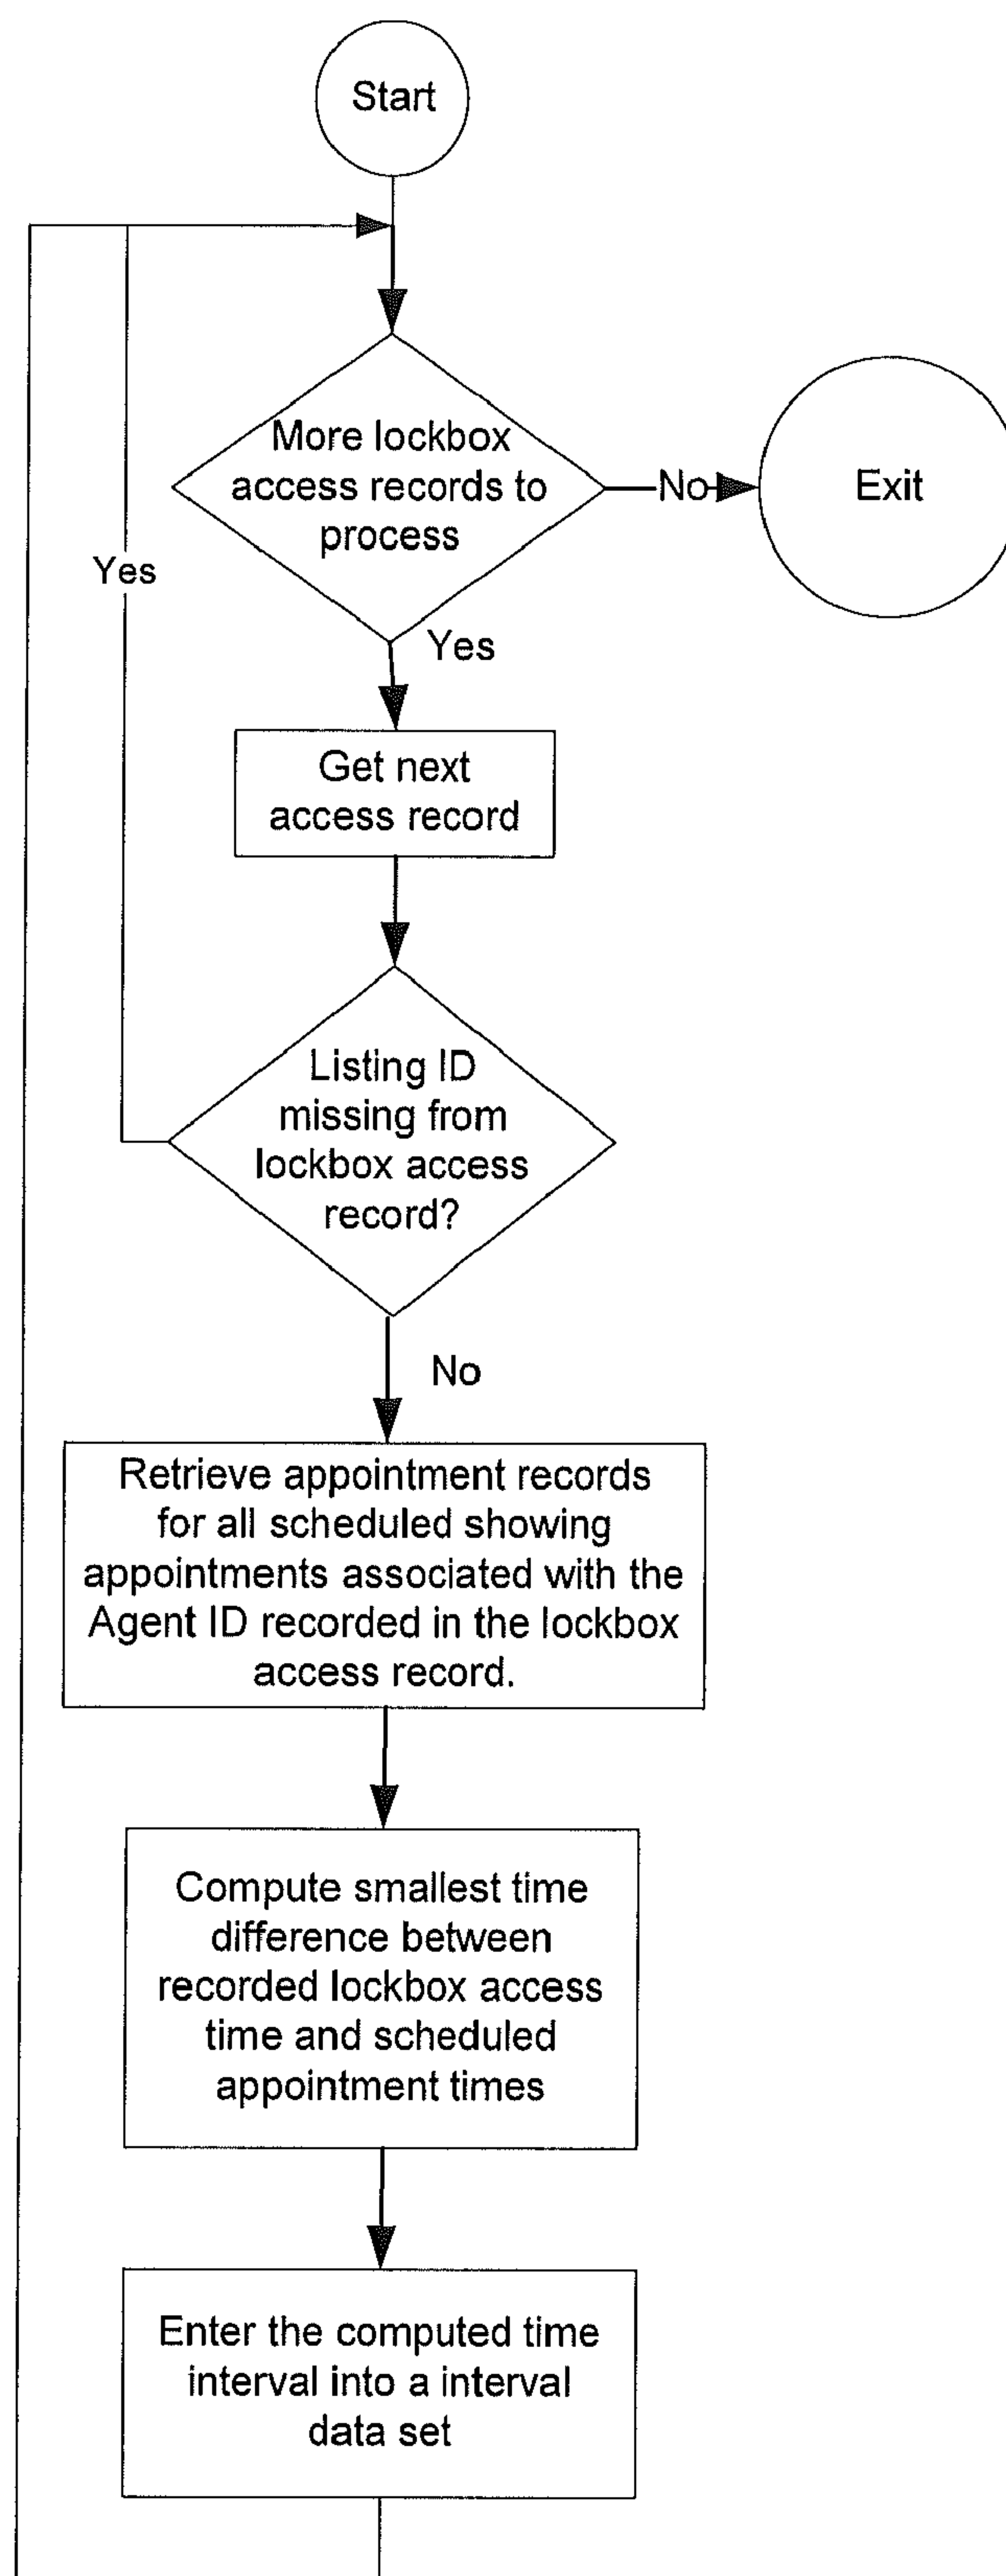 Start
More lockbox
access records to
process
No
Exit
Yes
Yes
Get next
access record
Listing ID
missing from
lockbox access
record?
No
Retrieve appointment records
for all scheduled showing
appointments associated with the
Agent ID recorded in the lockbox
access record.
Compute smallest time
difference between
recorded lockbox access
time and scheduled
appointment times
Enter the computed time
interval into a interval
data set